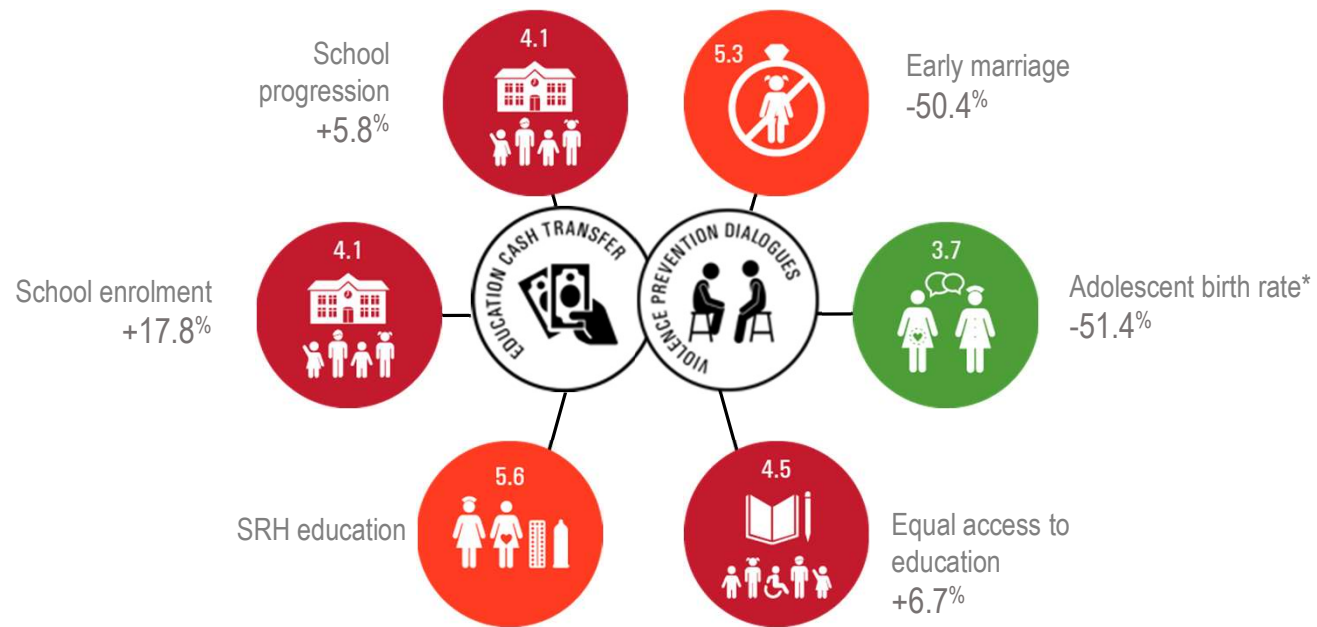 4.1
School
progression
+5.8%
5.3
Early marriage
-50.4%
4.1
School enrolment
+17.8%
EDUCATION CASH TRANSFER
VIOLENCE PREVENTION DIALOGUES
3.7
Adolescent birth rate*
-51.4%
5.6
SRH education
4.5
Equal access to
education
+6.7%